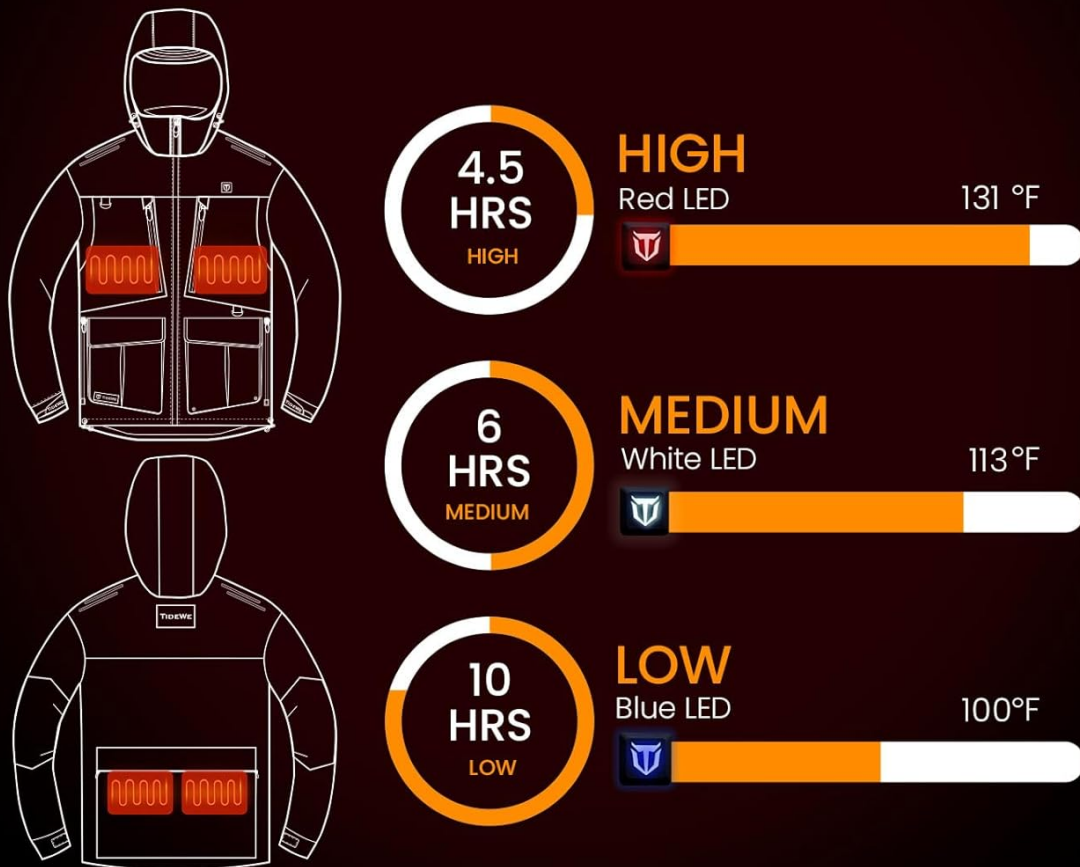 4.5
HRS
HIGH
HIGH
Red LED
131 °F
6
HRS
MEDIUM
MEDIUM
White LED
113°F
TIDEWE
10
HRS
LOW
LOW
Blue LED
100°F